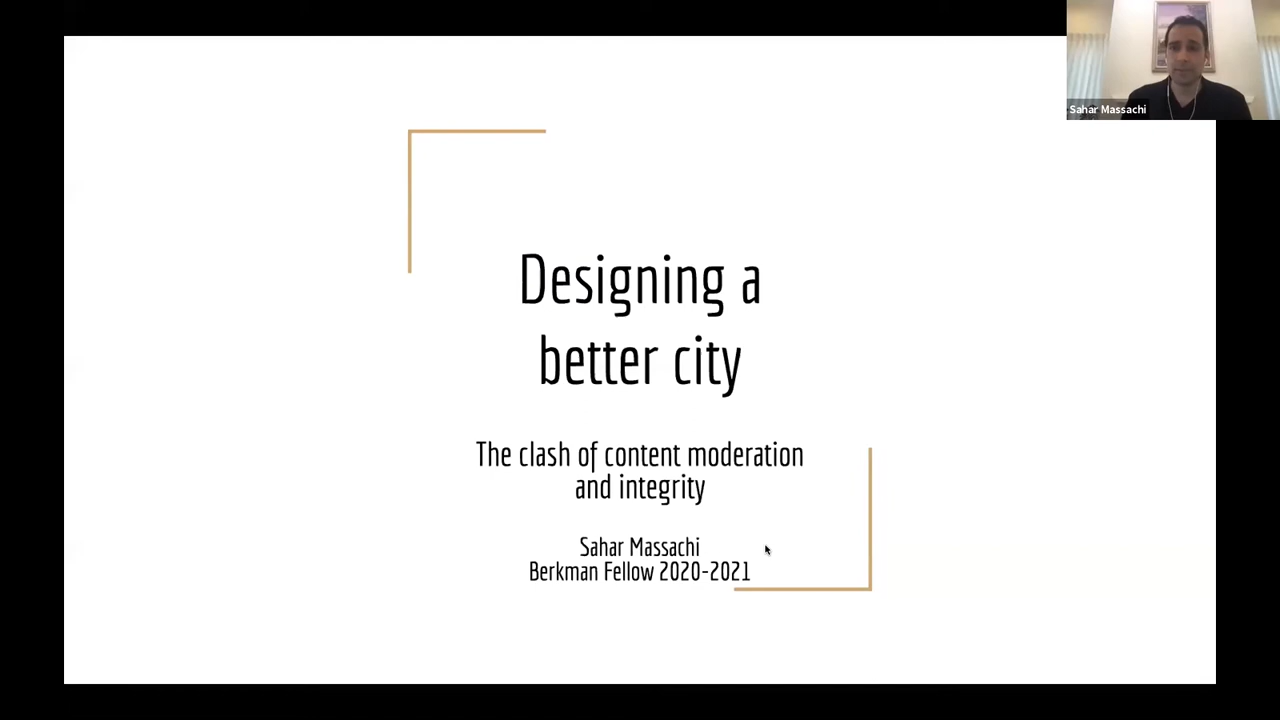 Sahar Massachi
Designing a
better city
The clash of content moderation
and integrity
Sahar Massachi
Berkman Fellow 2020-2021